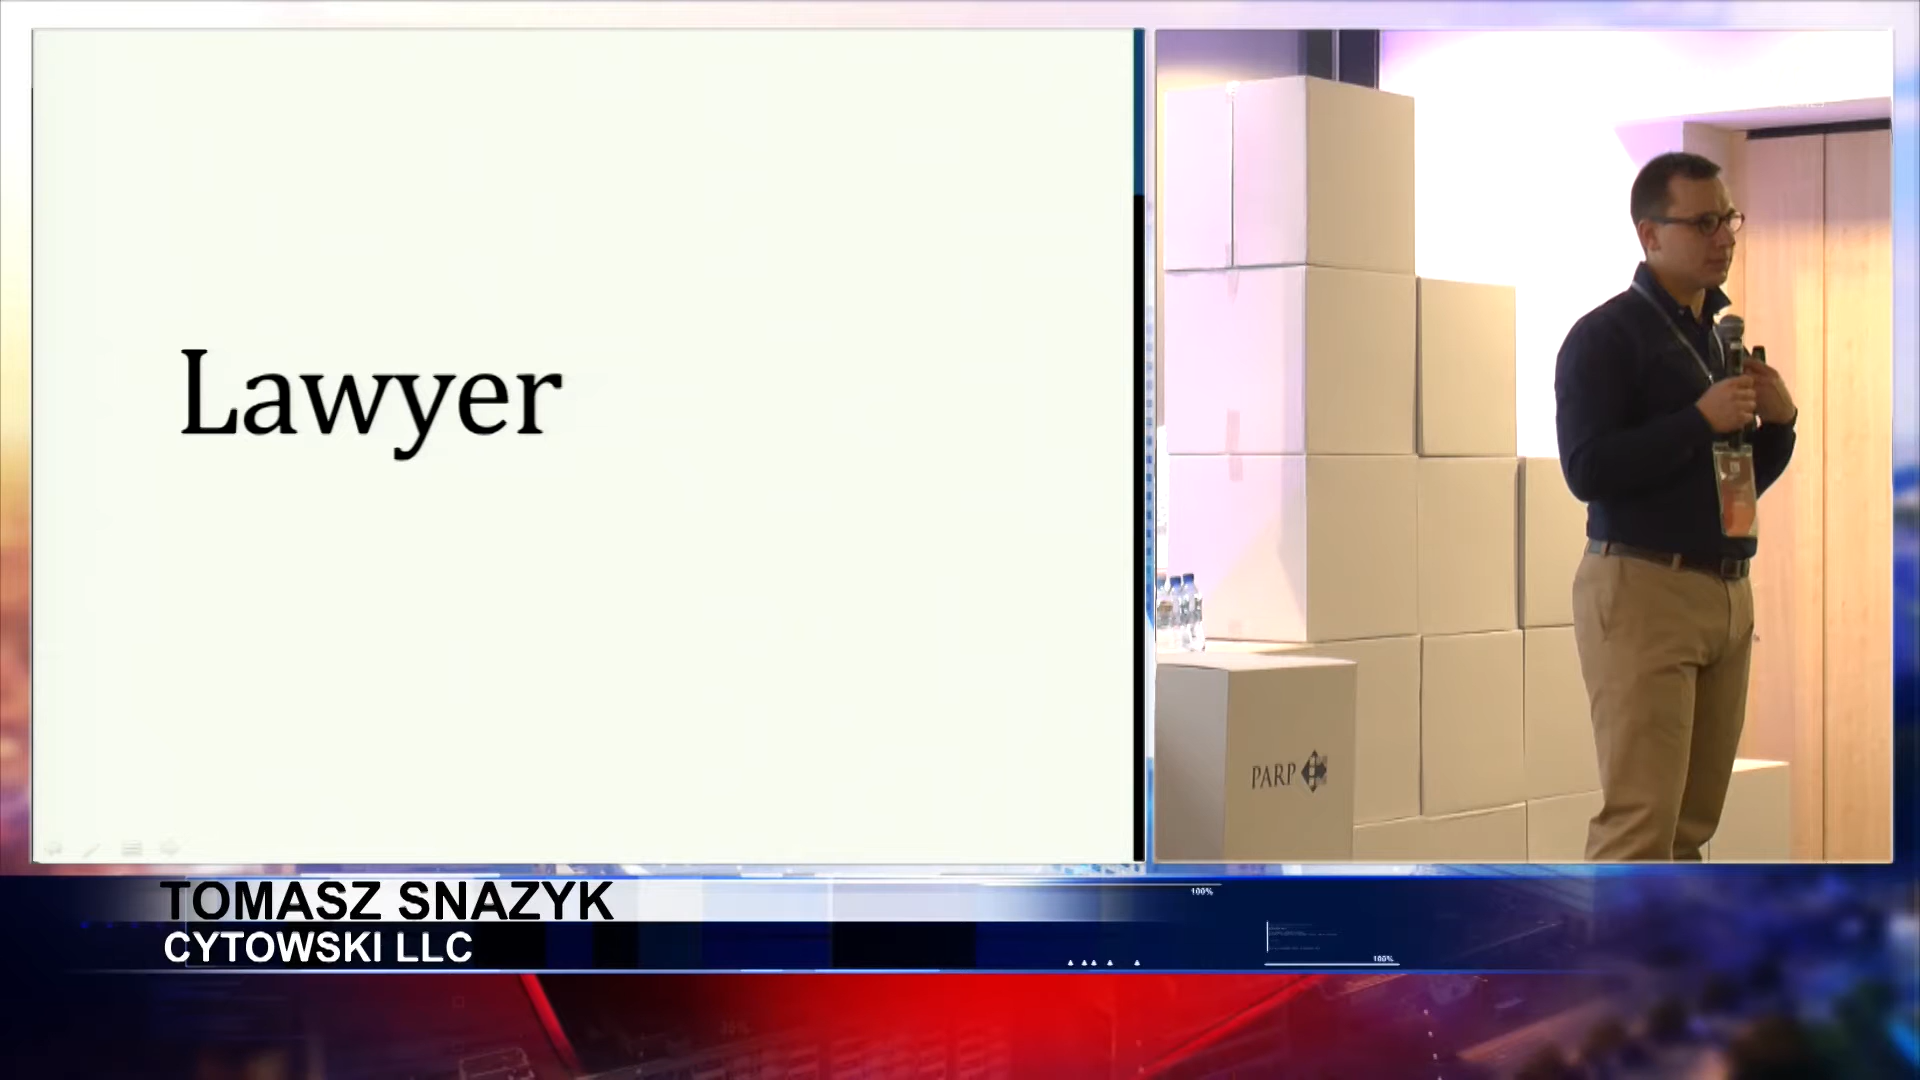 Lawyer
PARP
TOMASZ SNAZYK
CYTOWSKI LLC
100%
100%